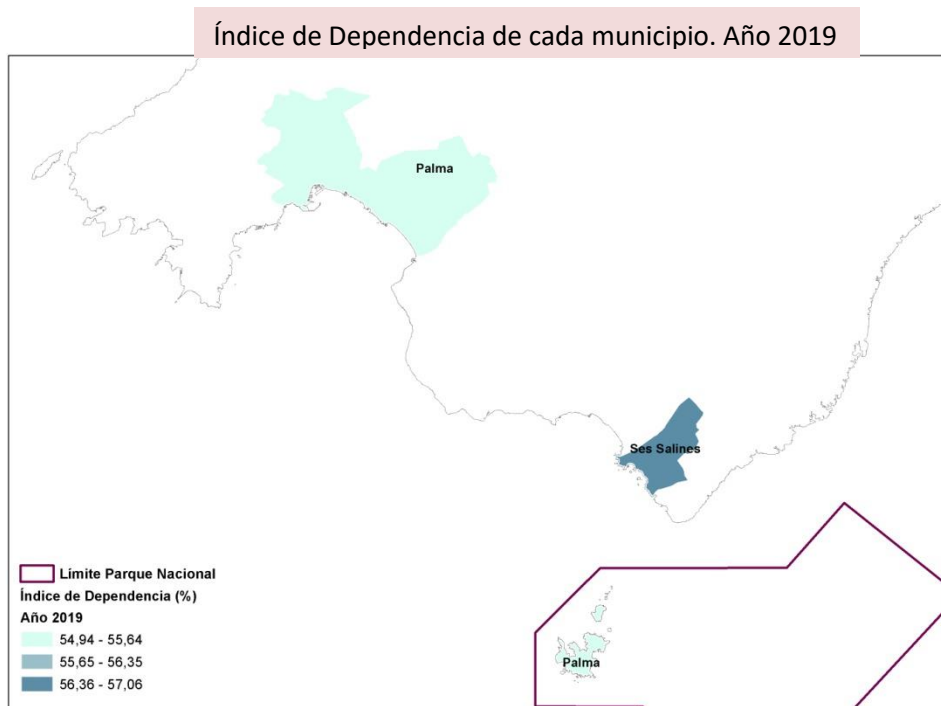 Índice de Dependencia de cada municipio. Año 2019
Palma
Ses Salines
Palma
Límite Parque Nacional
Índice de Dependencia (%)
Año 2019
54,94 - 55,64
55,65 - 56,35
56,36 - 57,06